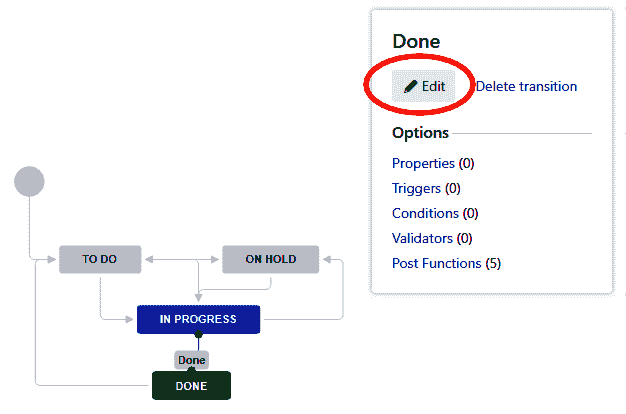 Done
Edit
Delete transition
Options
Properties (0)
Triggers (0)
Conditions (0)
Validators (0)
Post Functions (5)
TO DO
ON HOLD
IN PROGRESS
Done
DONE